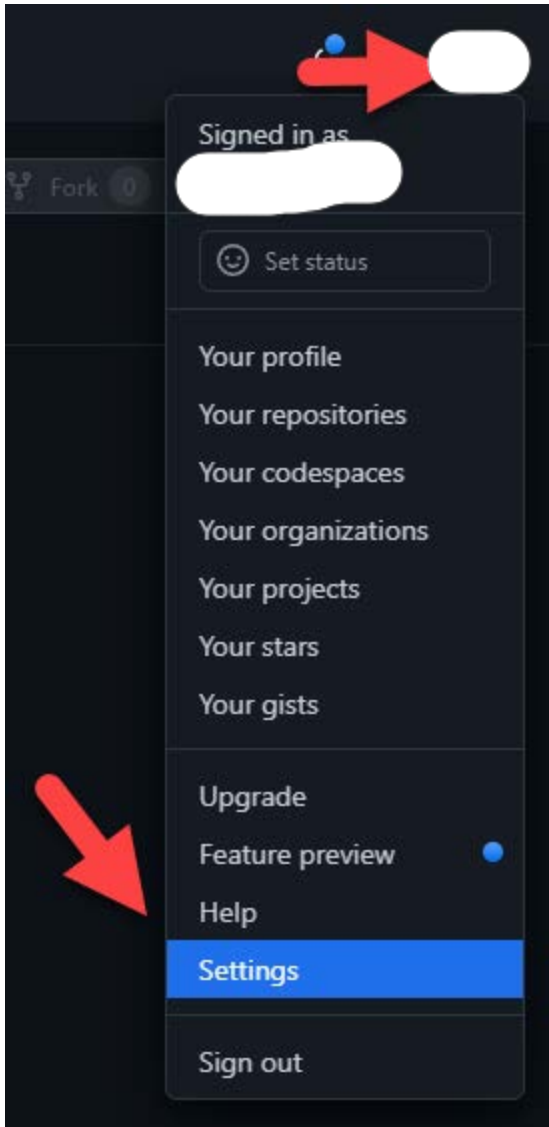 Signed in as
Fork 0
Set status
Your profile
Your repositories
Your codespaces
Your organizations
Your projects
Your stars
Your gists
Upgrade
Feature preview
Help
Settings
Sign out